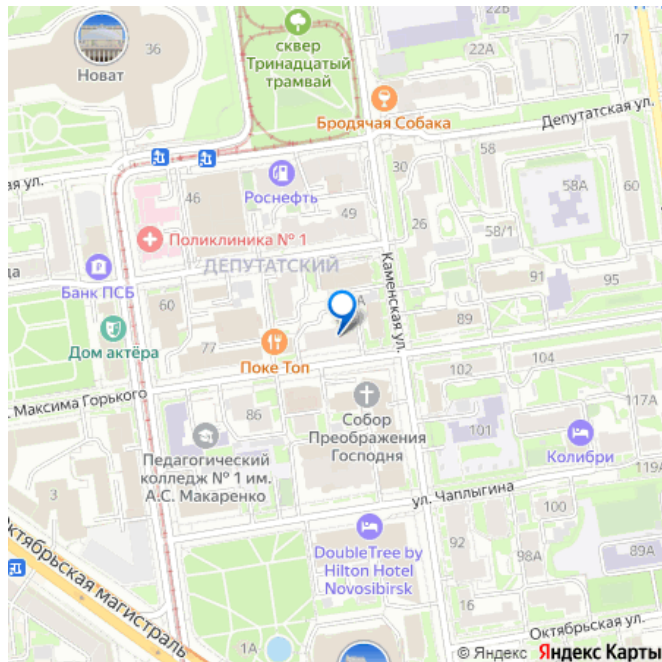 22Б
17
36
Новат
сквер
Тринадцатый
трамвай
22А
Бродячая Собака
Депутатская ул.
58
30
ая ул.
Роснефть
46
58А
60
49
26
58/1
Поликлиника № 1
ДЕПУТАТСКИЙ
да
Банк ПСБ
Каменская ул.
91
95
А
60
89
Дом актёра
77
Поке Топ
104
102
. Максима Горького
86
Собор
Преображения
Господня
117А
101
Колибри
Педагогический
колледж № 1 им.
А.С. Макаренко
119А
3
ул. Чаплыгина
100
Октябрьская магистраль
DoubleTree by
Hilton Hotel
Novosibirsk
92
98А
89А
16
1А
Октябрьская ул.
© Яндекс Яндекс Карты